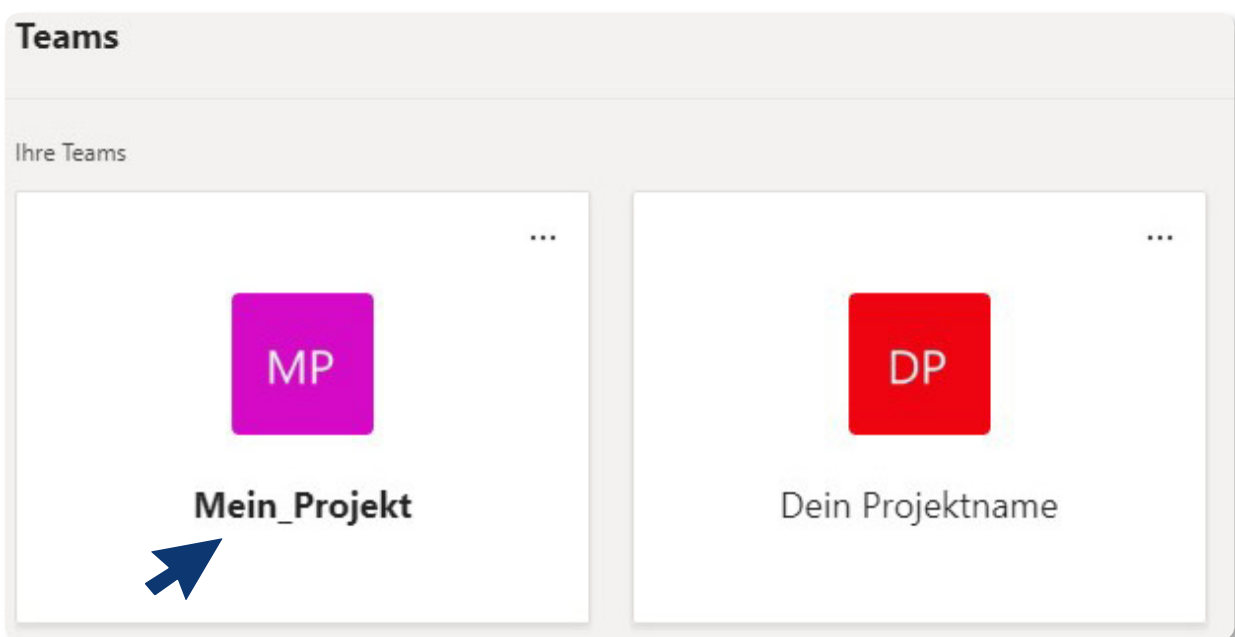 Teams
Ihre Teams
... ...
MP DP
Mein_Projekt Dein Projektname